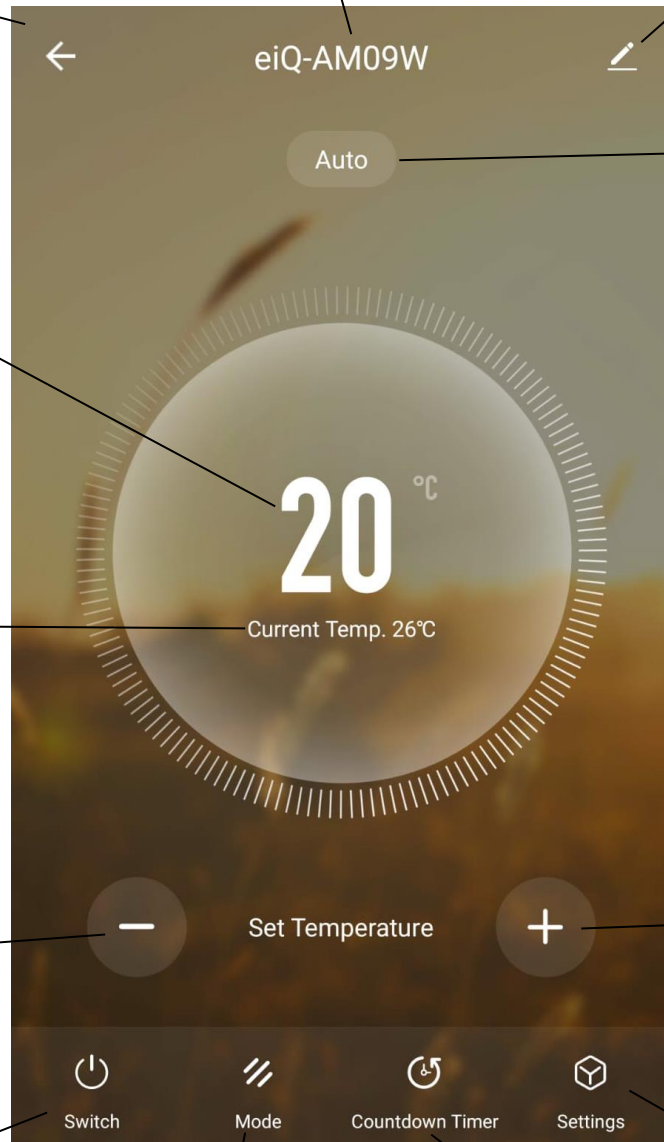 eiQ-AM09W
Auto
20 °C
Current Temp. 26°C
Set Temperature
Switch
Mode
Countdown Timer
Settings